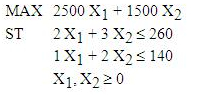 MAX 2500 X₁ + 1500 X₂
ST 2 X₁ + 3 X₂ ≤ 260
1 X₁ + 2 X₂ ≤ 140
X₁, X₂ ≥ 0